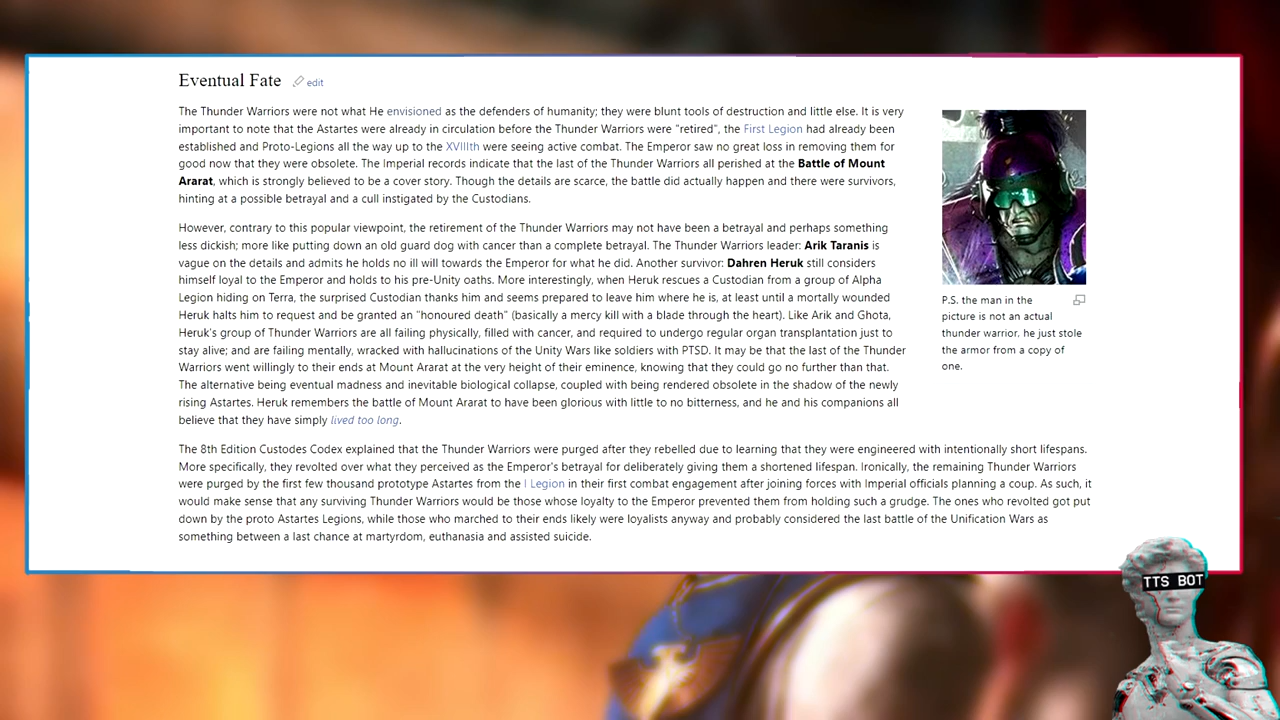 Eventual Fate edit
The Thunder Warriors were not what He envisioned as the defenders of humanity; they were blunt tools of destruction and little else. It is very
important to note that the Astartes were already in circulation before the Thunder Warriors were "retired", the First Legion had already been
established and Proto-Legions all the way up to the XVIIIth were seeing active combat. The Emperor saw no great loss in removing them for
good now that they were obsolete. The Imperial records indicate that the last of the Thunder Warriors all perished at the Battle of Mount
Ararat, which is strongly believed to be a cover story. Though the details are scarce, the battle did actually happen and there were survivors,
hinting at a possible betrayal and a cull instigated by the Custodians.
However, contrary to this popular viewpoint, the retirement of the Thunder Warriors may not have been a betrayal and perhaps something
less dickish; more like putting down an old guard dog with cancer than a complete betrayal. The Thunder Warriors leader: Arik Taranis is
vague on the details and admits he holds no ill will towards the Emperor for what he did. Another survivor: Dahren Heruk still considers
himself loyal to the Emperor and holds to his pre-Unity oaths. More interestingly, when Heruk rescues a Custodian from a group of Alpha
Legion hiding on Terra, the surprised Custodian thanks him and seems prepared to leave him where he is, at least until a mortally wounded
Heruk halts him to request and be granted an "honoured death" (basically a mercy kill with a blade through the heart). Like Arik and Ghota,
Heruk's group of Thunder Warriors are all failing physically, filled with cancer, and required to undergo regular organ transplantation just to
stay alive; and are failing mentally, wracked with hallucinations of the Unity Wars like soldiers with PTSD. It may be that the last of the Thunder
Warriors went willingly to their ends at Mount Ararat at the very height of their eminence, knowing that they could go no further than that.
The alternative being eventual madness and inevitable biological collapse, coupled with being rendered obsolete in the shadow of the newly
rising Astartes. Heruk remembers the battle of Mount Ararat to have been glorious with little to no bitterness, and he and his companions all
believe that they have simply lived too long.
P.S. the man in the
picture is not an actual
thunder warrior, he just stole
the armor from a copy of
one.
The 8th Edition Custodes Codex explained that the Thunder Warriors were purged after they rebelled due to learning that they were engineered with intentionally short lifespans.
More specifically, they revolted over what they perceived as the Emperor's betrayal for deliberately giving them a shortened lifespan. Ironically, the remaining Thunder Warriors
were purged by the first few thousand prototype Astartes from the I Legion in their first combat engagement after joining forces with Imperial officials planning a coup. As such, it
would make sense that any surviving Thunder Warriors would be those whose loyalty to the Emperor prevented them from holding such a grudge. The ones who revolted got put
down by the proto Astartes Legions, while those who marched to their ends likely were loyalists anyway and probably considered the last battle of the Unification Wars as
something between a last chance at martyrdom, euthanasia and assisted suicide.
TTS BOT